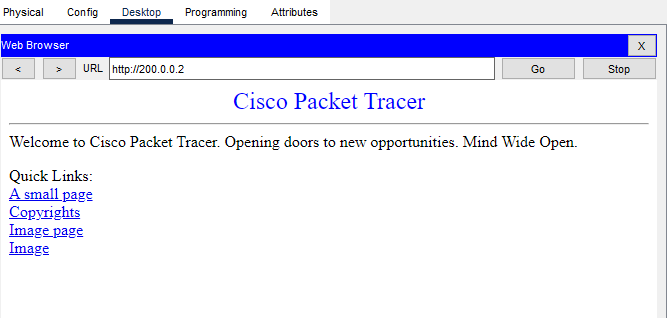 Physical Config Desktop Programming Attributes
Web Browser X
< > URL http://200.0.0.2 Go Stop
Cisco Packet Tracer
Welcome to Cisco Packet Tracer. Opening doors to new opportunities. Mind Wide Open.
Quick Links:
A small page
Copyrights
Image page
Image